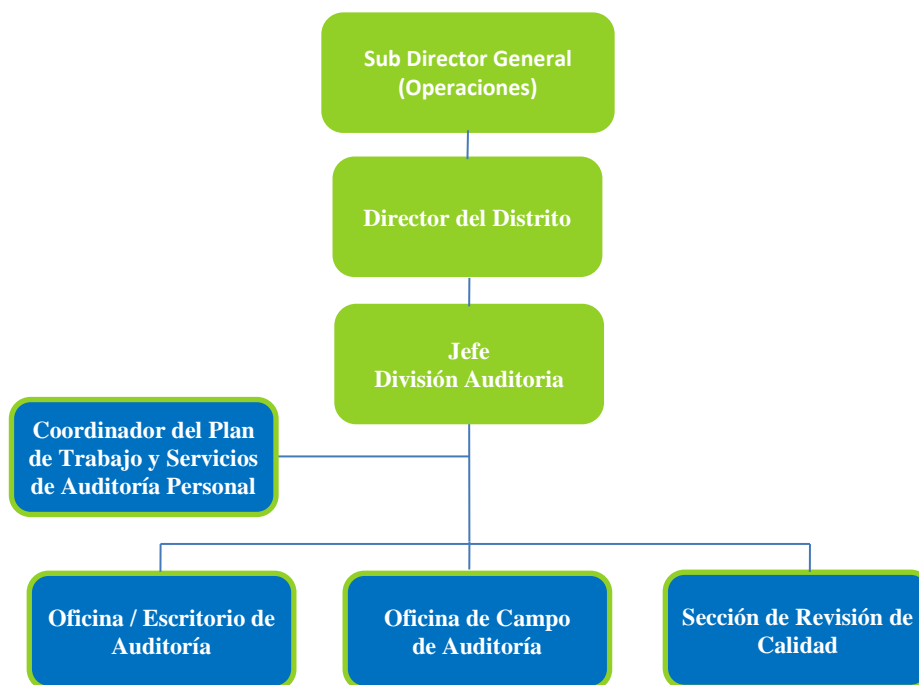 Sub Director General
(Operaciones)
Director del Distrito
Jefe
División Auditoria
Coordinador del Plan
de Trabajo y Servicios
de Auditoría Personal
Oficina / Escritorio de
Auditoría
Oficina de Campo
de Auditoría
Sección de Revisión de
Calidad